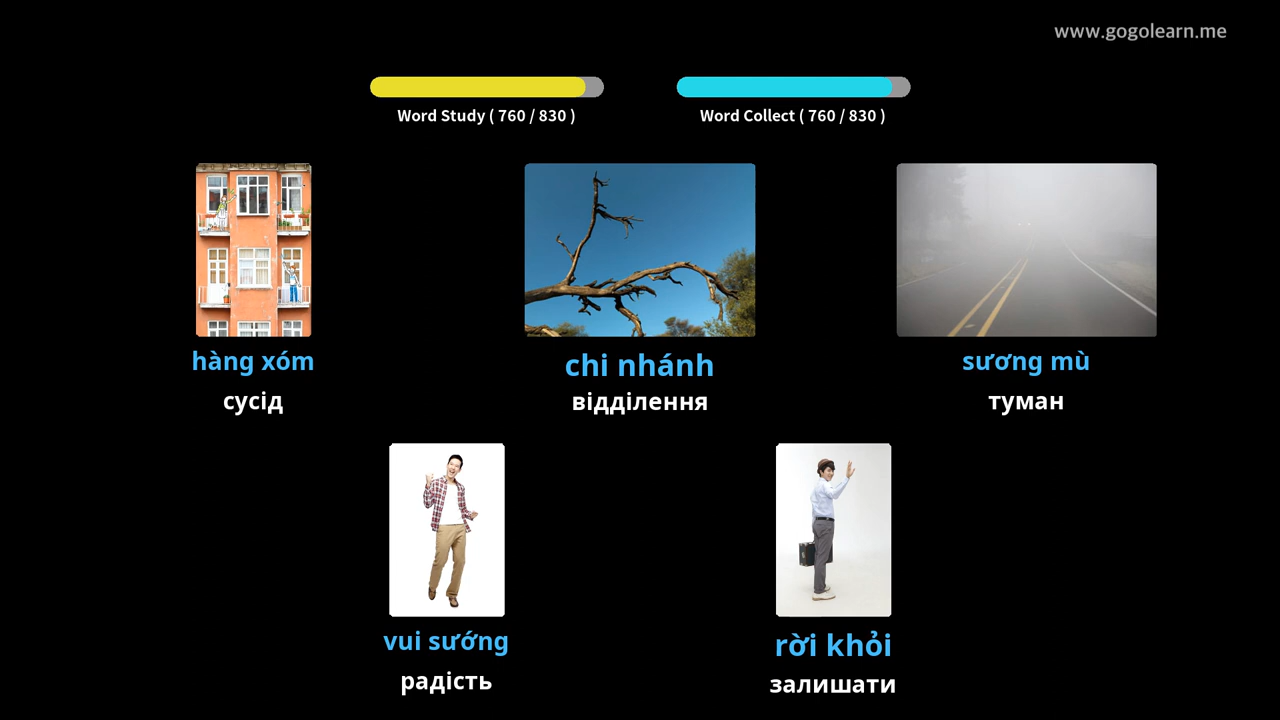 www.gogolearn.me
Word Study ( 760 / 830 )
Word Collect ( 760 / 830 )
hàng xóm
сусід
chi nhánh
відділення
sương mù
туман
vui sướng
радість
rời khỏi
залишати